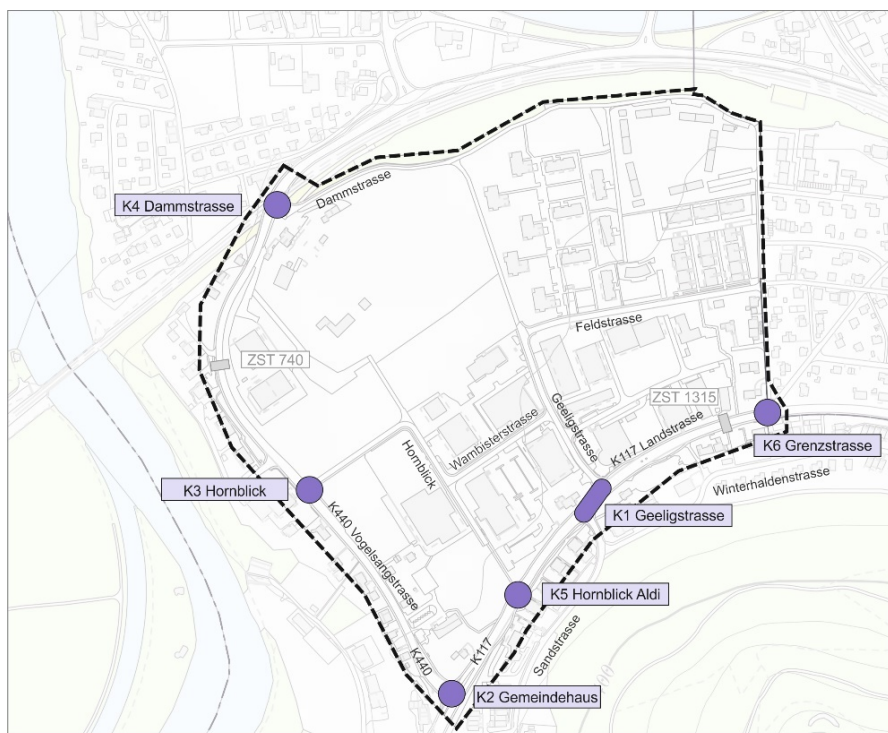 K4 Dammstrasse
Dammstrasse
Feldstrasse
ZST 740
ZST 1315
Geeligstrasse
K117 Landstrasse
K6 Grenzstrasse
Hornblick
Wambisterstrasse
K3 Hornblick
Winterhaldenstrasse
K1 Geeligstrasse
K440 Vogelsangstrasse
K5 Hornblick Aldi
Sandstrasse
K117
K440
K2 Gemeindehaus